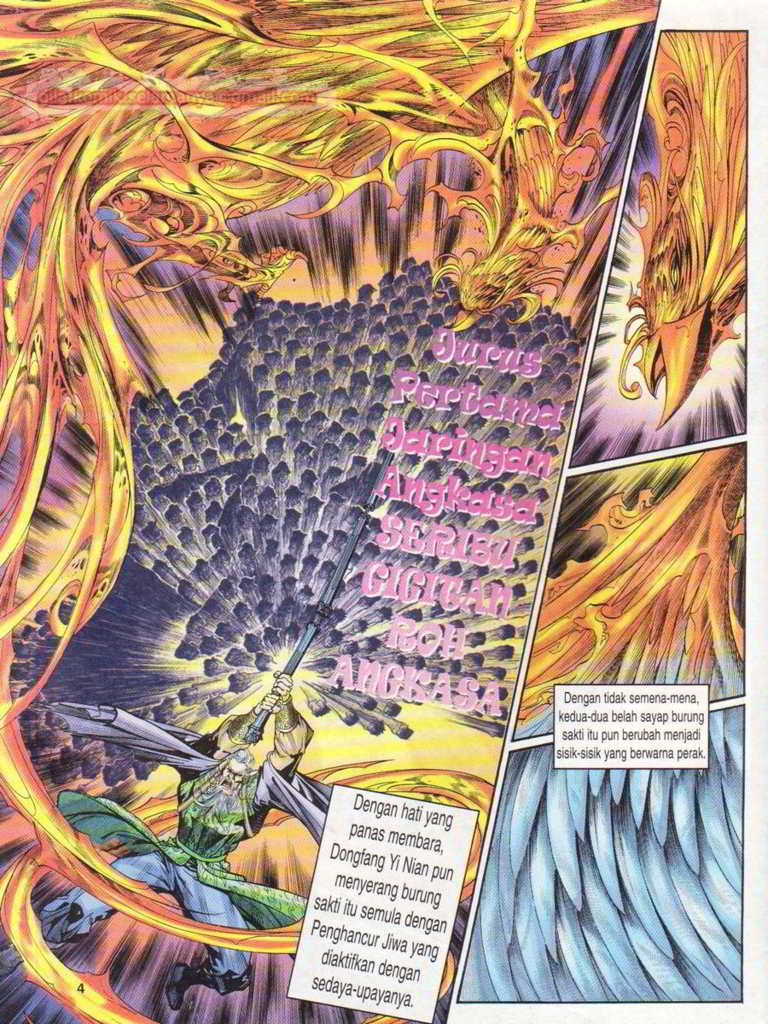 Jurus
Pertama
Jaringan
Angkasa
SERIBU
GIGITAN
ROH
ANGKASA
Dengan tidak semena-mena,
kedua-dua belah sayap burung
sakti itu pun berubah menjadi
sisik-sisik yang berwarna perak.
Dengan hati yang
panas membara,
Dongfang Yi Nian pun
menyerang burung
sakti itu semula dengan
Penghancur Jiwa yang
diaktifkan dengan
sedaya-upayanya.
4